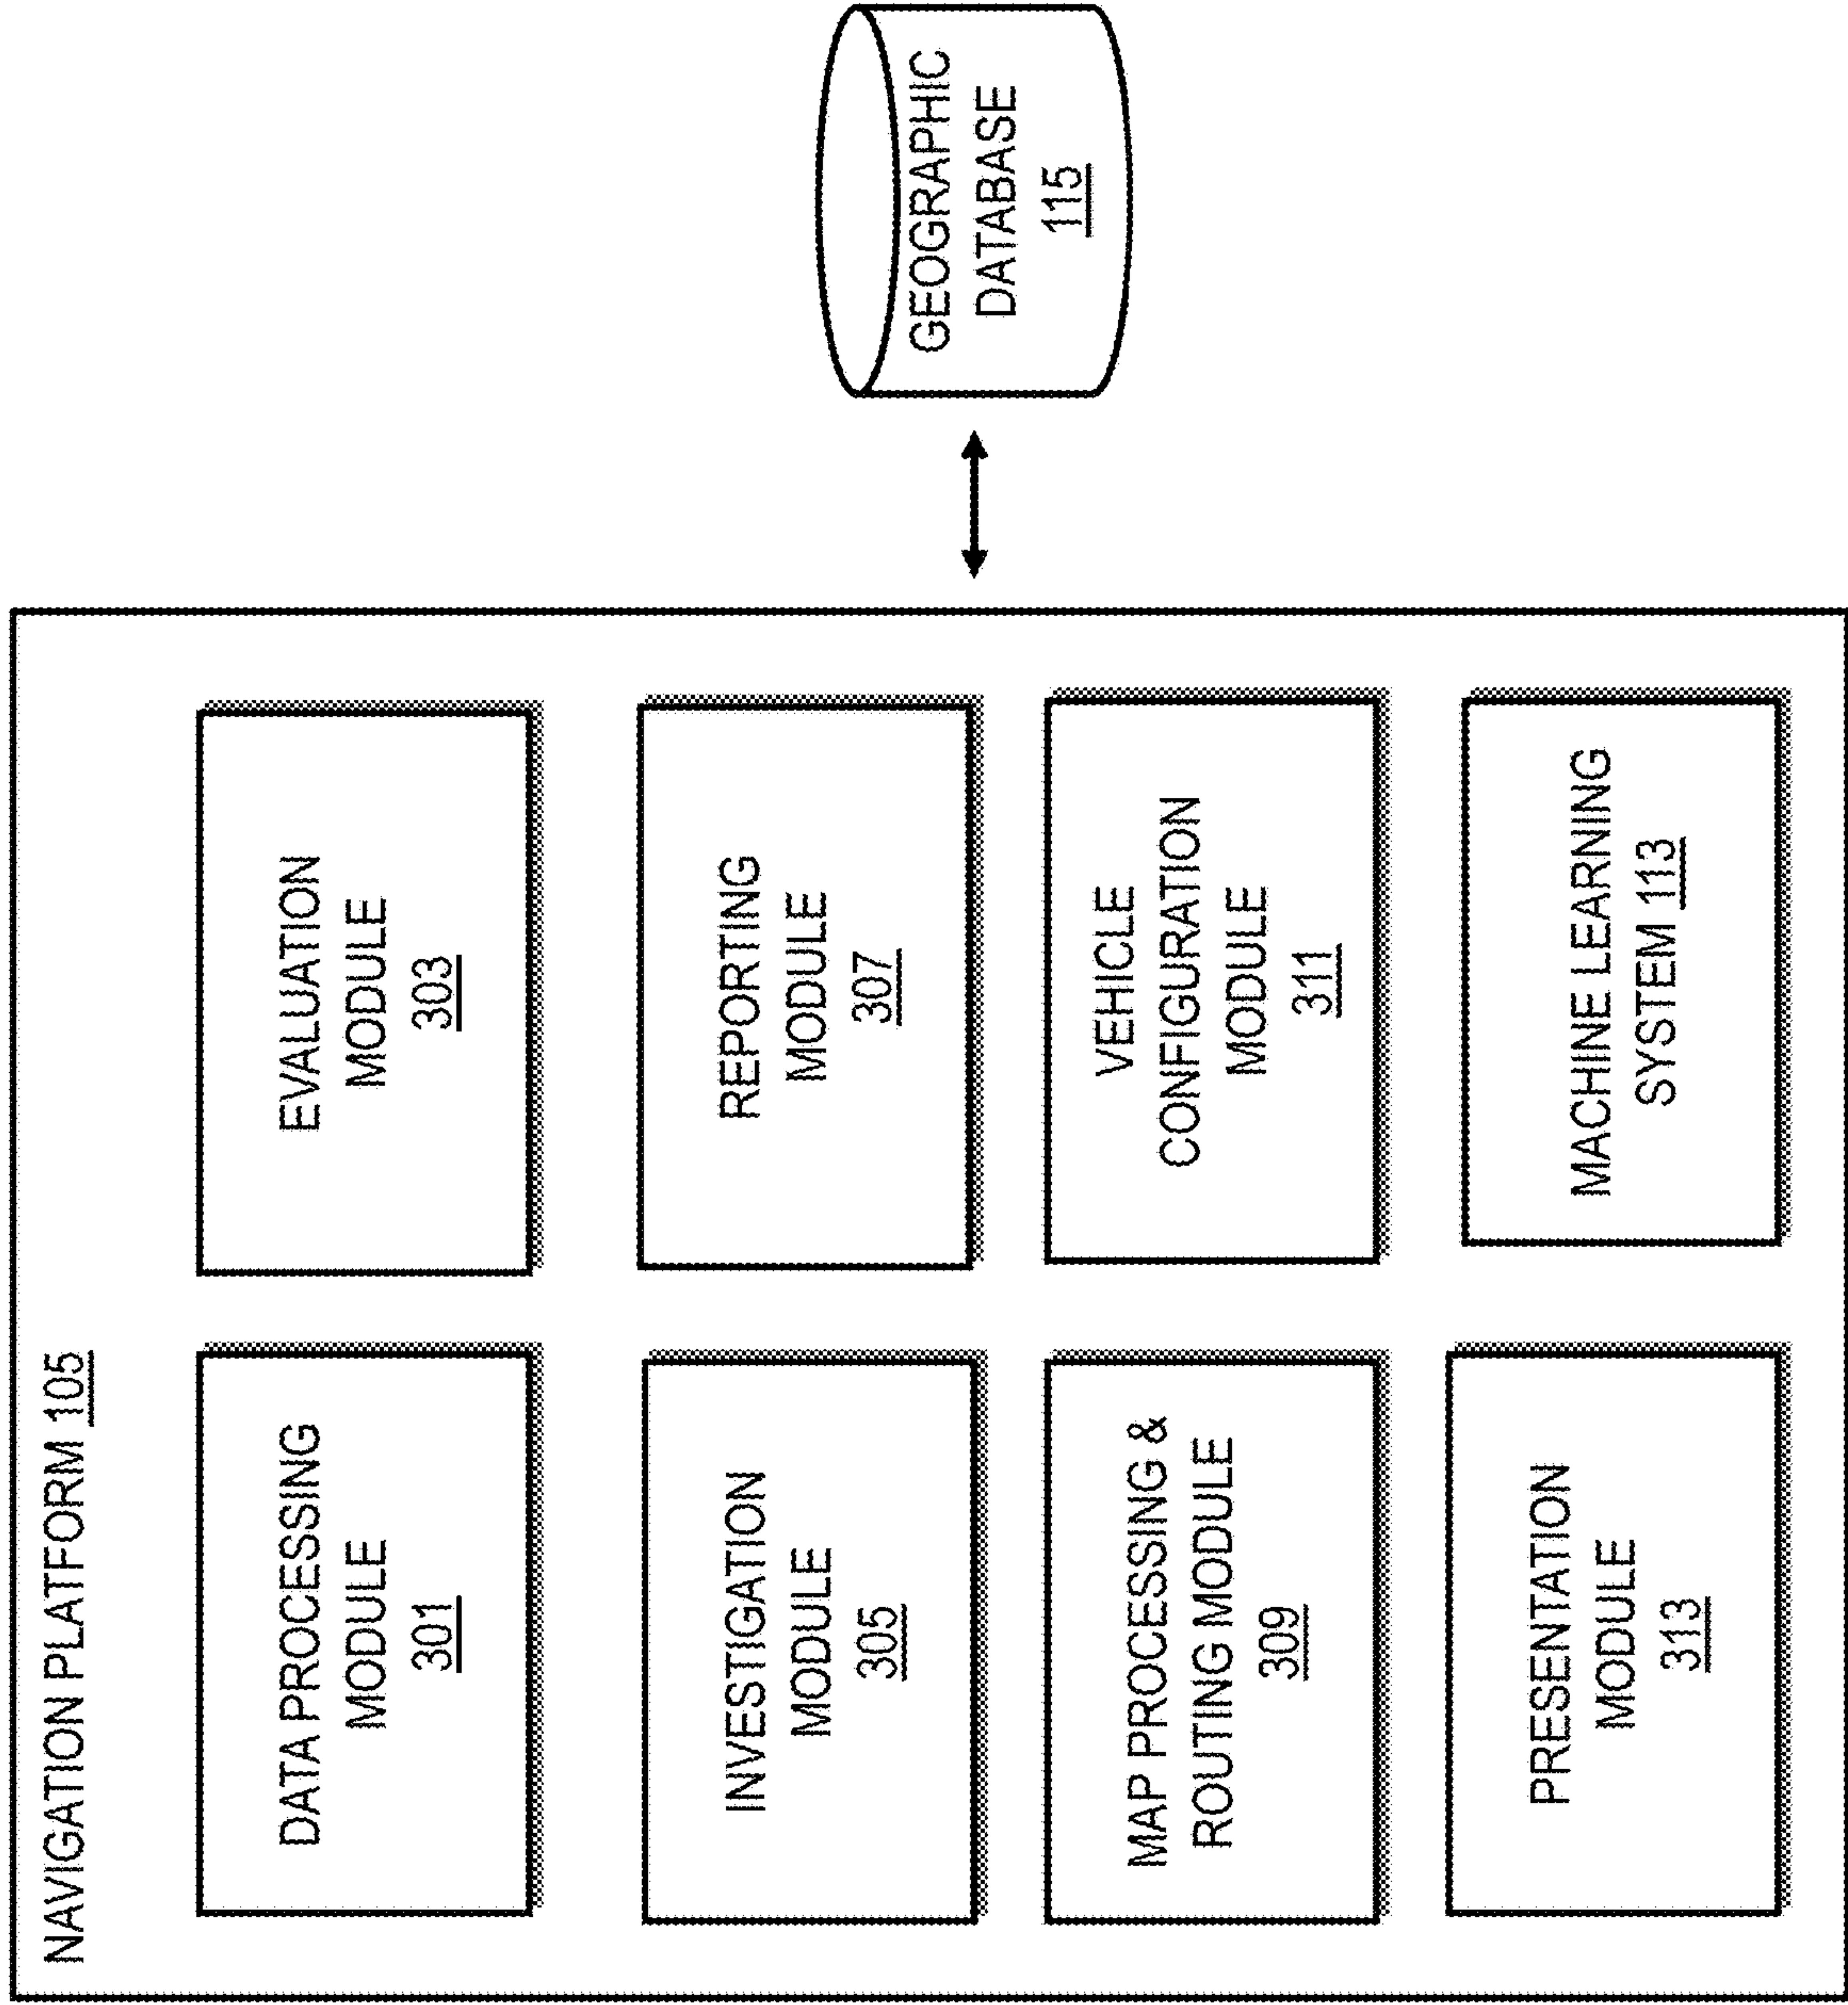 NAVIGATION PLATFORM 105
DATA PROCESSING
MODULE
301
EVALUATION
MODULE
303
INVESTIGATION
MODULE
305
REPORTING
MODULE
307
MAP PROCESSING &
ROUTING MODULE
309
VEHICLE
CONFIGURATION
MODULE
311
PRESENTATION
MODULE
313
MACHINE LEARNING
SYSTEM 113
GEOGRAPHIC
DATABASE
115